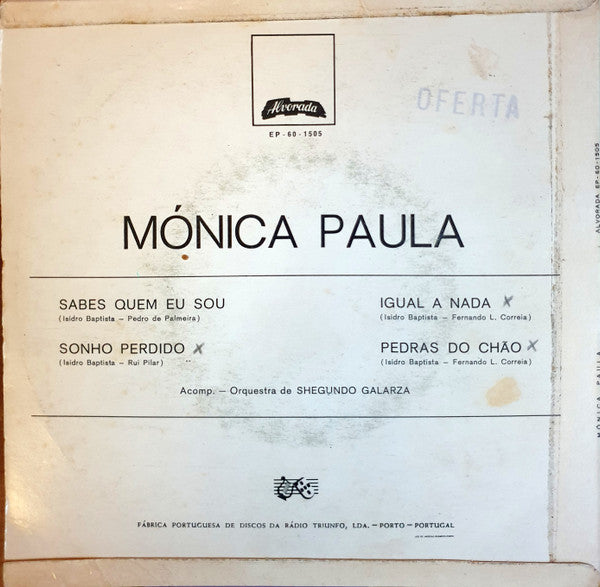 Alvorada
EP - 60 - 1505
OFERTA
MÓNICA PAULA
SABES QUEM EU SOU
(Isidro Baptista – Pedro de Palmeira)
SONHO PERDIDO x
(Isidro Baptista – Rui Pilar)
IGUAL A NADA x
(Isidro Baptista – Fernando L. Correia)
PEDRAS DO CHÃO x
(Isidro Baptista – Fernando L. Correia)
Acomp. – Orquestra de SHEGUNDO GALARZA
FÁBRICA PORTUGUESA DE DISCOS DA RÁDIO TRIUNFO, LDA. – PORTO – PORTUGAL
ALVORADA EP-60-1505
MÓNICA PAULA